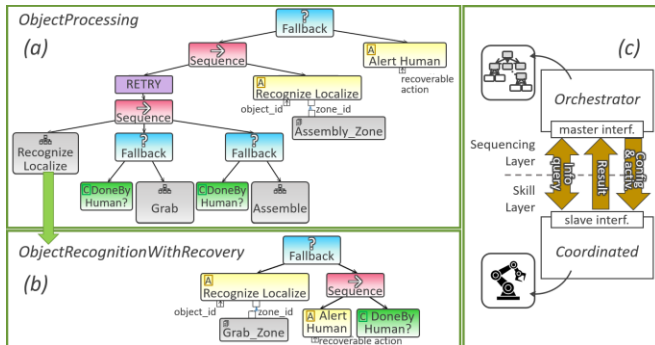 ObjectProcessing
(a)
?
Fallback
Sequence
A
Alert Human
recoverable
action
RETRY
A
Recognize Localize
object_id
zone_id
Assembly_Zone
Sequence
Recognize
Localize
?
Fallback
?
Fallback
C DoneBy
Human?
Grab
C DoneBy
Human?
Assemble
ObjectRecognitionWithRecovery
(b)
?
Fallback
A
Recognize Localize
object_id
zone_id
Grab_Zone
Sequence
A Alert
Human
recoverable action
C DoneBy
Human?
(c)
Orchestrator
master interf.
Sequencing
Layer
Skill
Layer
Info
query
Result
Config
& activ
slave interf.
Coordinated